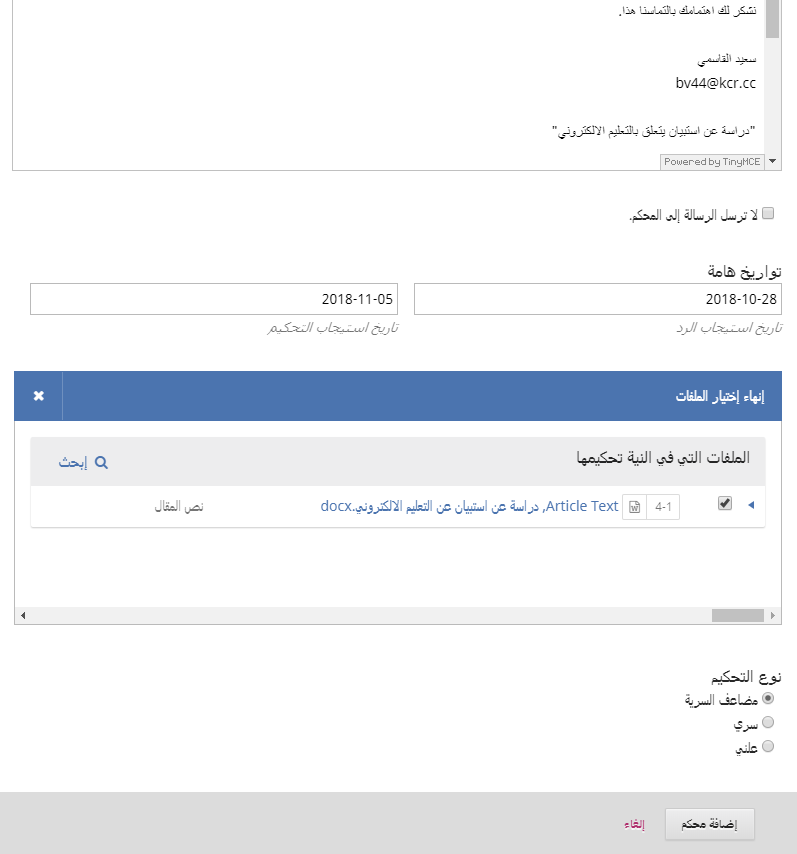 نشكر لك اهتمامك بالتماسنا هذا.
سعيد القاسمي
bv44@kcr.cc
"دراسة عن استبيان يتعلق بالتعليم الالكتروني"
Powered by TinyMCE
لا ترسل الرسالة إلى المحكم.
تواريخ هامة
2018-10-28 2018-11-05
تاريخ استيجاب الرد تاريخ استيجاب التحكيم
إنهاء إختيار الملفات
الملفات التي في النية تحكيمها إبحث
4-1 Article Text, دراسة عن استبيان عن التعليم الالكتروني.docx نص المقال
نوع التحكيم
مضاعف السرية
سري
علني
إضافة محكم إلغاء